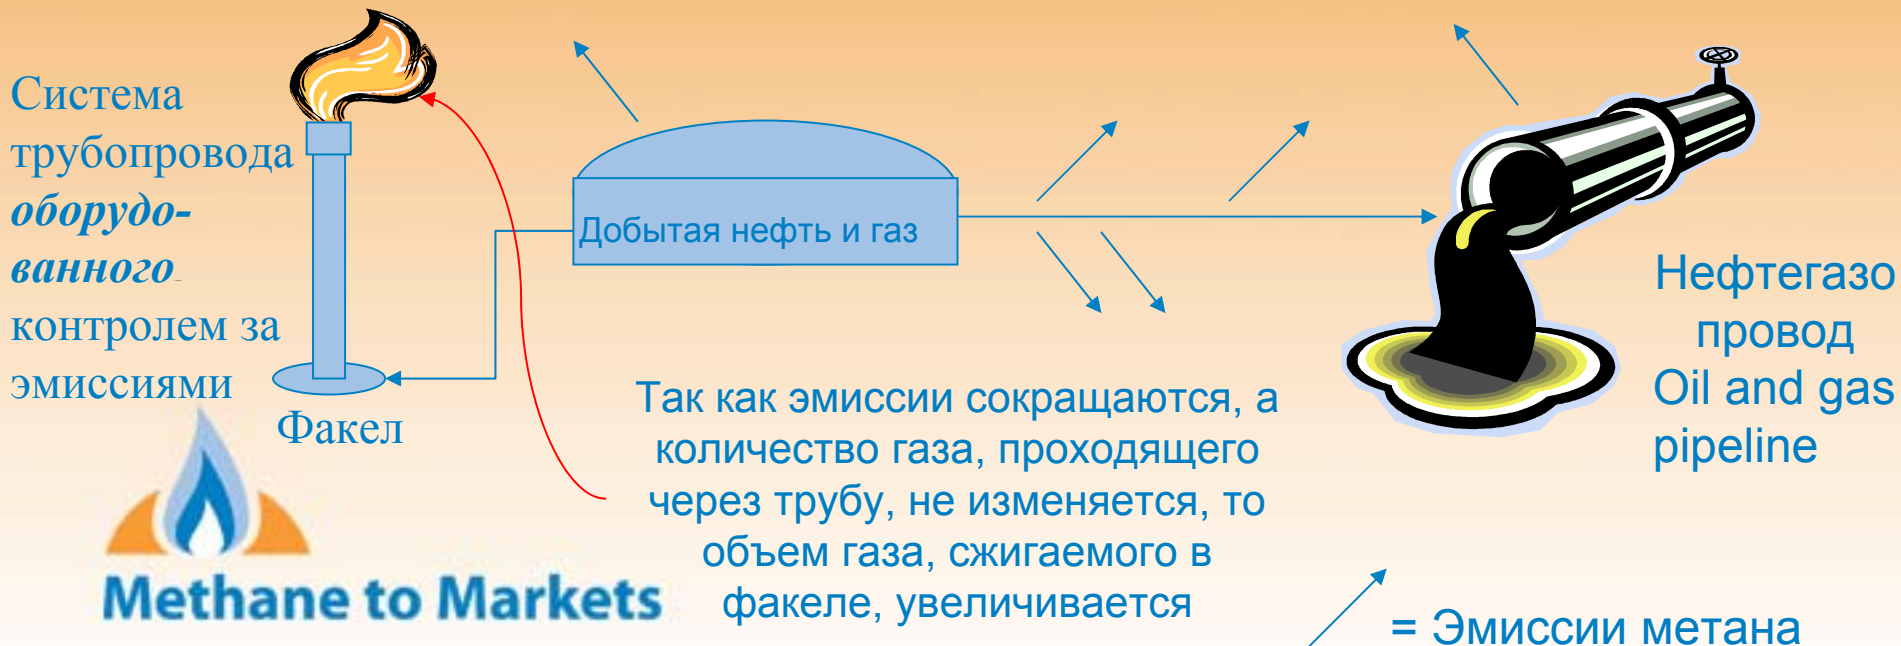 Система
трубопровода
оборудо-
ванного
контролем за
эмиссиями
Факел
Добытая нефть и газ
Нефтегазо
провод
Oil and gas
pipeline
Так как эмиссии сокращаются, а
количество газа, проходящего
через трубу, не изменяется, то
объем газа, сжигаемого в
факеле, увеличивается
Methane to Markets
= Эмиссии метана